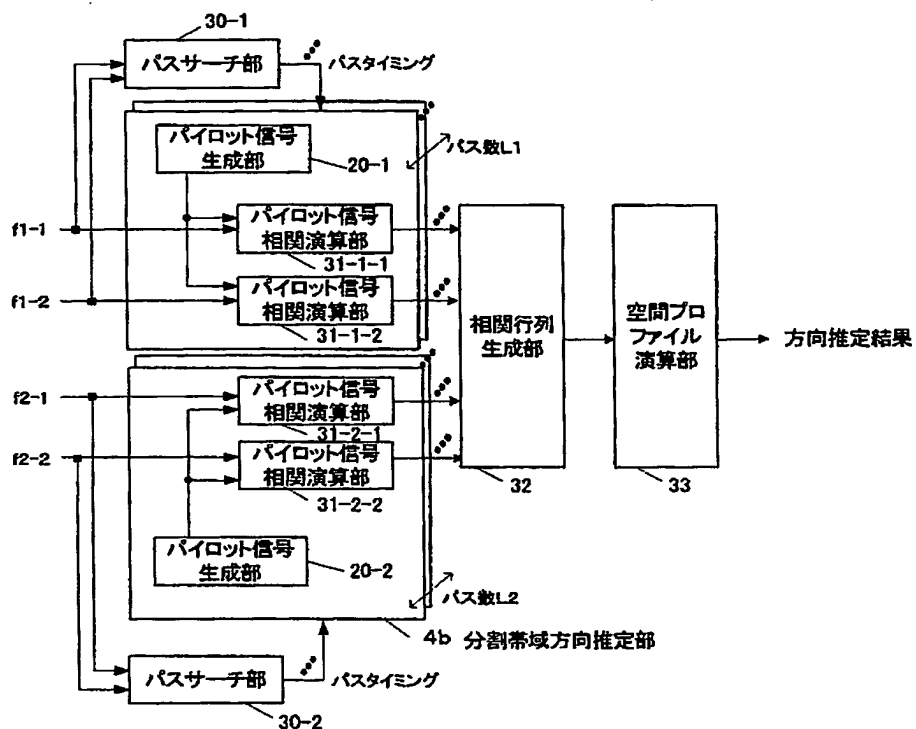 30-1
パスサーチ部
パスタイミング
パイロット信号
生成部
20-1
パス数L1
f1-1
パイロット信号
相関演算部
31-1-1
f1-2
パイロット信号
相関演算部
31-1-2
相関行列
生成部
32
空間プロ
ファイル
演算部
33
方向推定結果
f2-1
パイロット信号
相関演算部
31-2-1
f2-2
パイロット信号
相関演算部
31-2-2
パイロット信号
生成部
20-2
パス数L2
4b 分割帯域方向推定部
パスサーチ部
パスタイミング
30-2